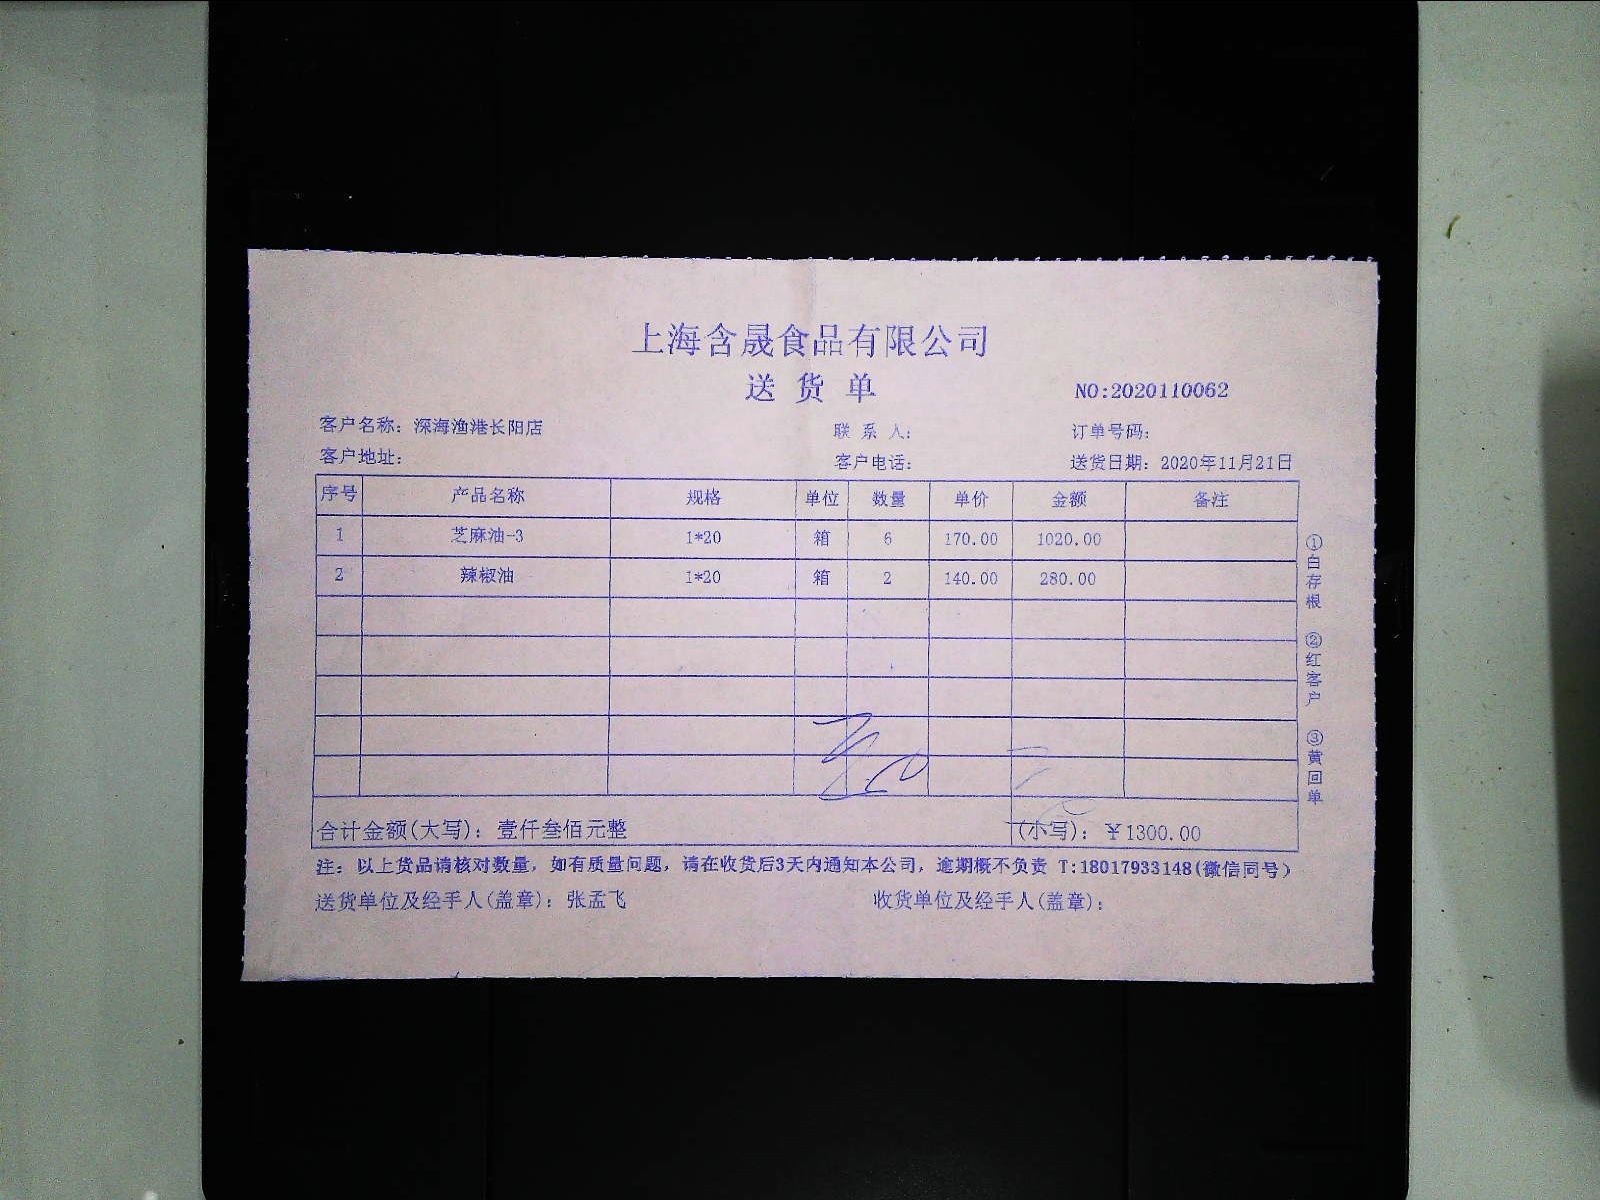 上海含晟食品有限公司
送 货 单
NO:2020110062
客户名称：深海渔港长阳店 联 系 人： 订单号码：
客户地址： 客户电话： 送货日期：2020年11月21日
序号 产品名称 规格 单位 数量 单价 金额 备注
1 芝麻油-3 1*20 箱 6 170.00 1020.00
2 辣椒油 1*20 箱 2 140.00 280.00
合计金额(大写)：壹仟叁佰元整 (小写)：￥1300.00
注：以上货品请核对数量，如有质量问题，请在收货后3天内通知本公司，逾期概不负责 T:18017933148(微信同号)
送货单位及经手人(盖章)：张孟飞 收货单位及经手人(盖章)：
①白存根 ②红客户 ③黄回单